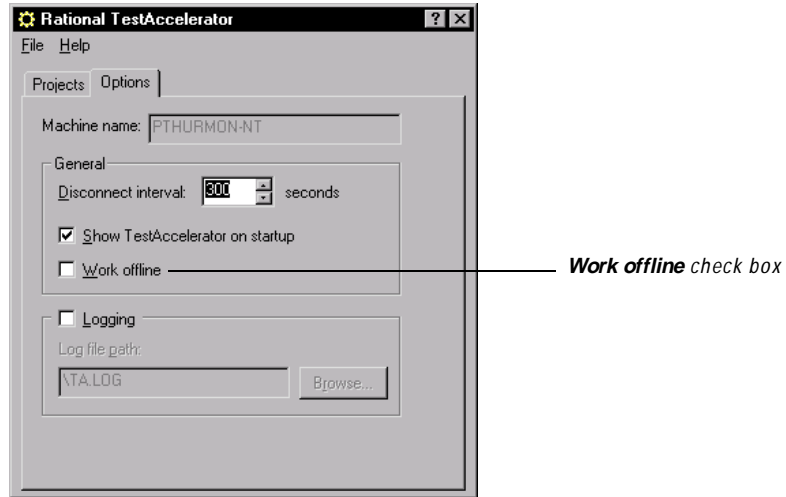 Rational TestAccelerator
File Help
Projects Options
Machine name: PTHURMON-NT
General
Disconnect interval: 300 seconds
Show TestAccelerator on startup
Work offline
Work offline check box
Logging
Log file path:
\TA.LOG Browse...